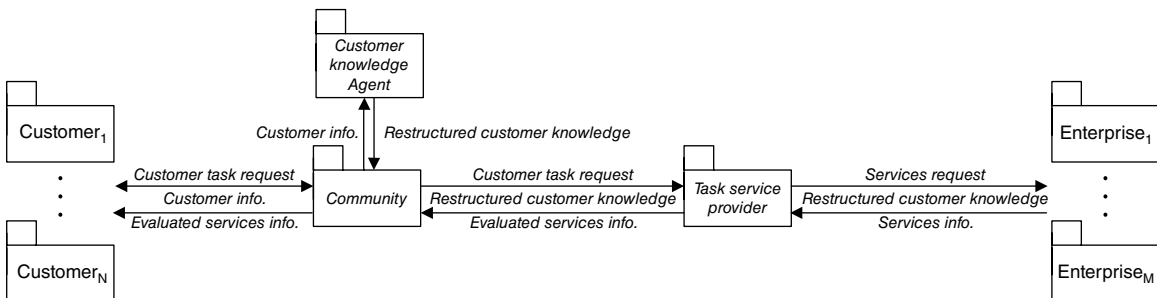 Customer
knowledge
Agent
Customer₁
Enterprise₁
Customer info.
Restructured customer knowledge
Customer task request
Customer task request
Services request
Community
Task service
provider
Customer info.
Restructured customer knowledge
Restructured customer knowledge
Evaluated services info.
Evaluated services info.
Services info.
Customer_N
Enterprise_M